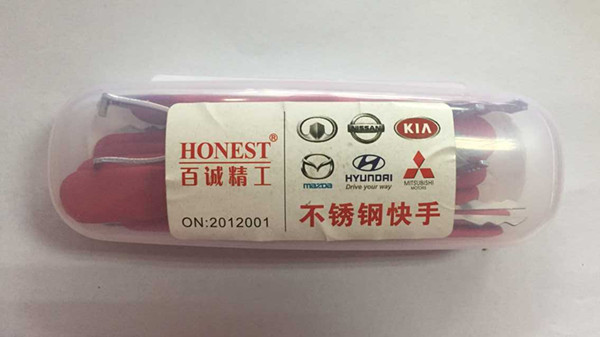 HONEST®
百诚精工
ON:2012001
NISSAN
KIA
mazda
HYUNDAI
Drive your way
MITSUBISHI
MOTORS
不锈钢快手